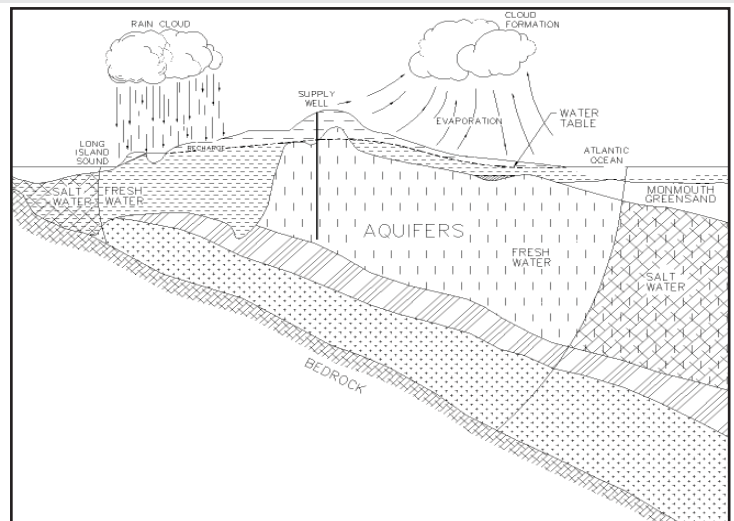 RAIN CLOUD
CLOUD
FORMATION
SUPPLY
WELL
EVAPORATION
WATER
TABLE
LONG
ISLAND
SOUND
RECHARGE
ATLANTIC
OCEAN
SALT
WATER
FRESH
WATER
MONMOUTH
GREENSAND
AQUIFERS
FRESH
WATER
SALT
WATER
BEDROCK